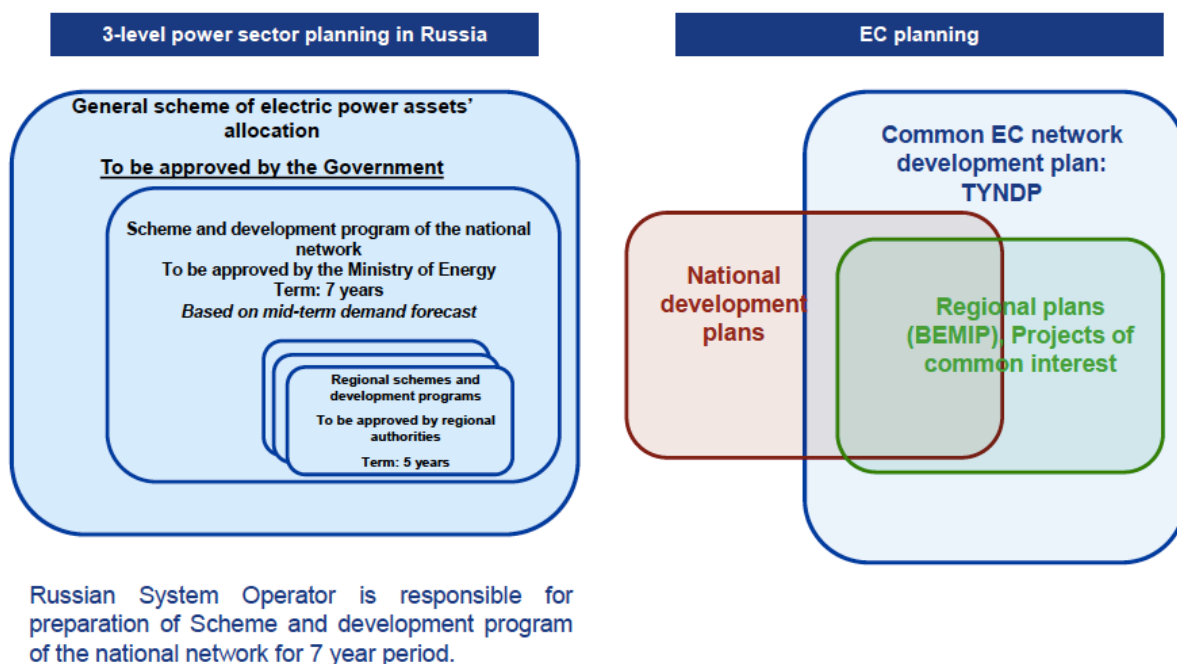 3-level power sector planning in Russia
General scheme of electric power assets'
allocation
To be approved by the Government
Scheme and development program of the national
network
To be approved by the Ministry of Energy
Term: 7 years
Based on mid-term demand forecast
Regional schemes and
development programs
To be approved by regional
authorities
Term: 5 years
Russian System Operator is responsible for
preparation of Scheme and development program
of the national network for 7 year period.
EC planning
Common EC network
development plan:
TYNDP
National
development
plans
Regional plans
(BEMIP), Projects of
common interest